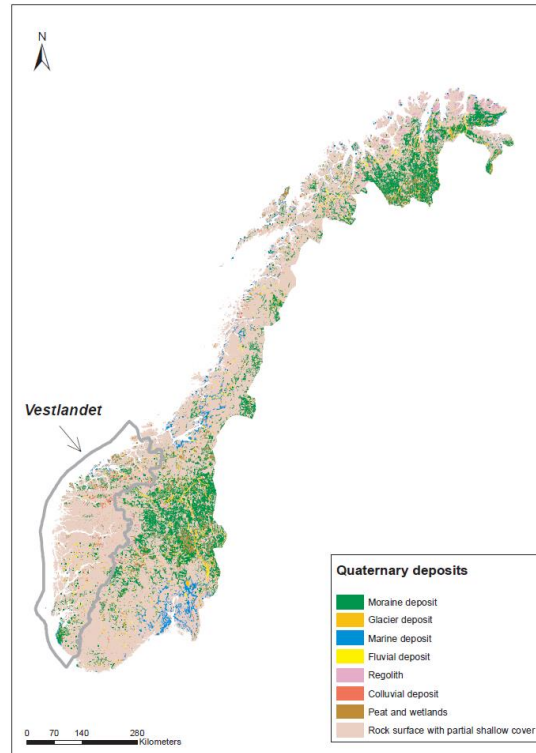 N
Vestlandet
Quaternary deposits
Moraine deposit
Glacier deposit
Marine deposit
Fluvial deposit
Regolith
Colluvial deposit
Peat and wetlands
Rock surface with partial shallow cover
0 70 140 280
Kilometers